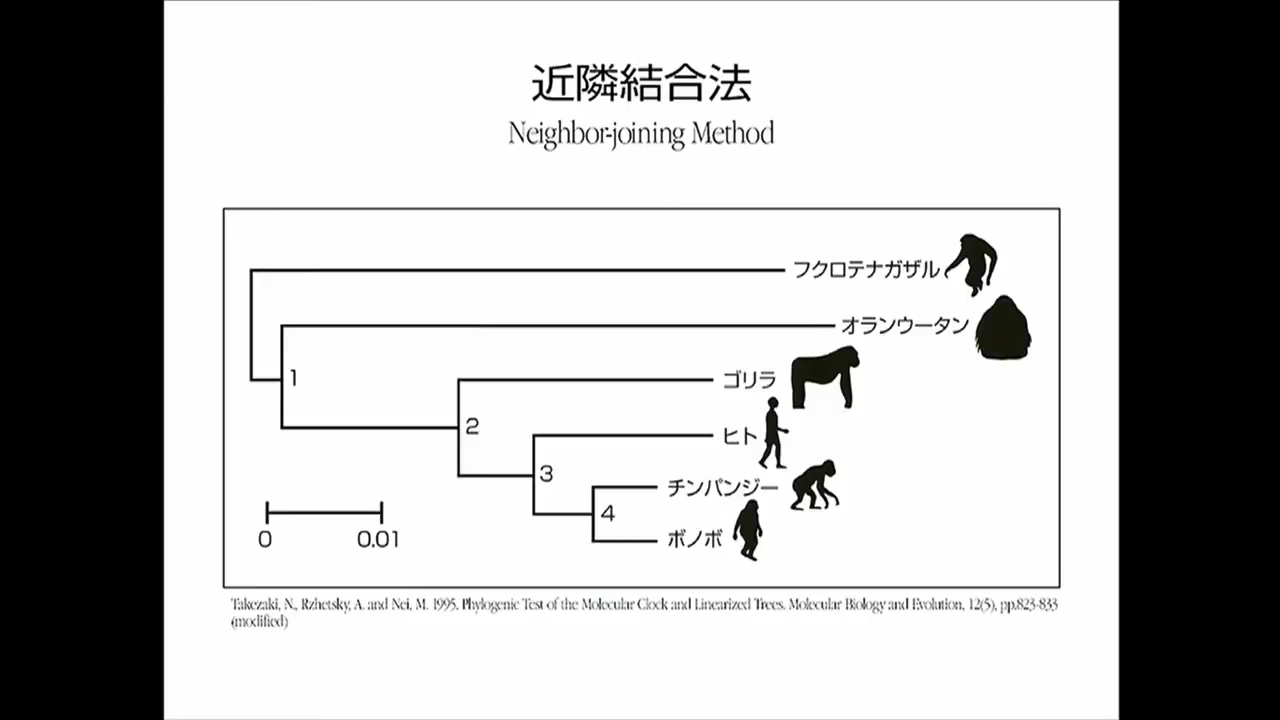 近隣結合法
Neighbor-joining Method
フクロテナガザル
オランウータン
1
ゴリラ
2
ヒト
3
チンパンジー
4
ボノボ
0
0.01
Takezaki, N., Rzhetsky, A. and Nei, M. 1995. Phylogenic Test of the Molecular Clock and Linearized Trees. Molecular Biology and Evolution, 12(5), pp.823-833
(modified)